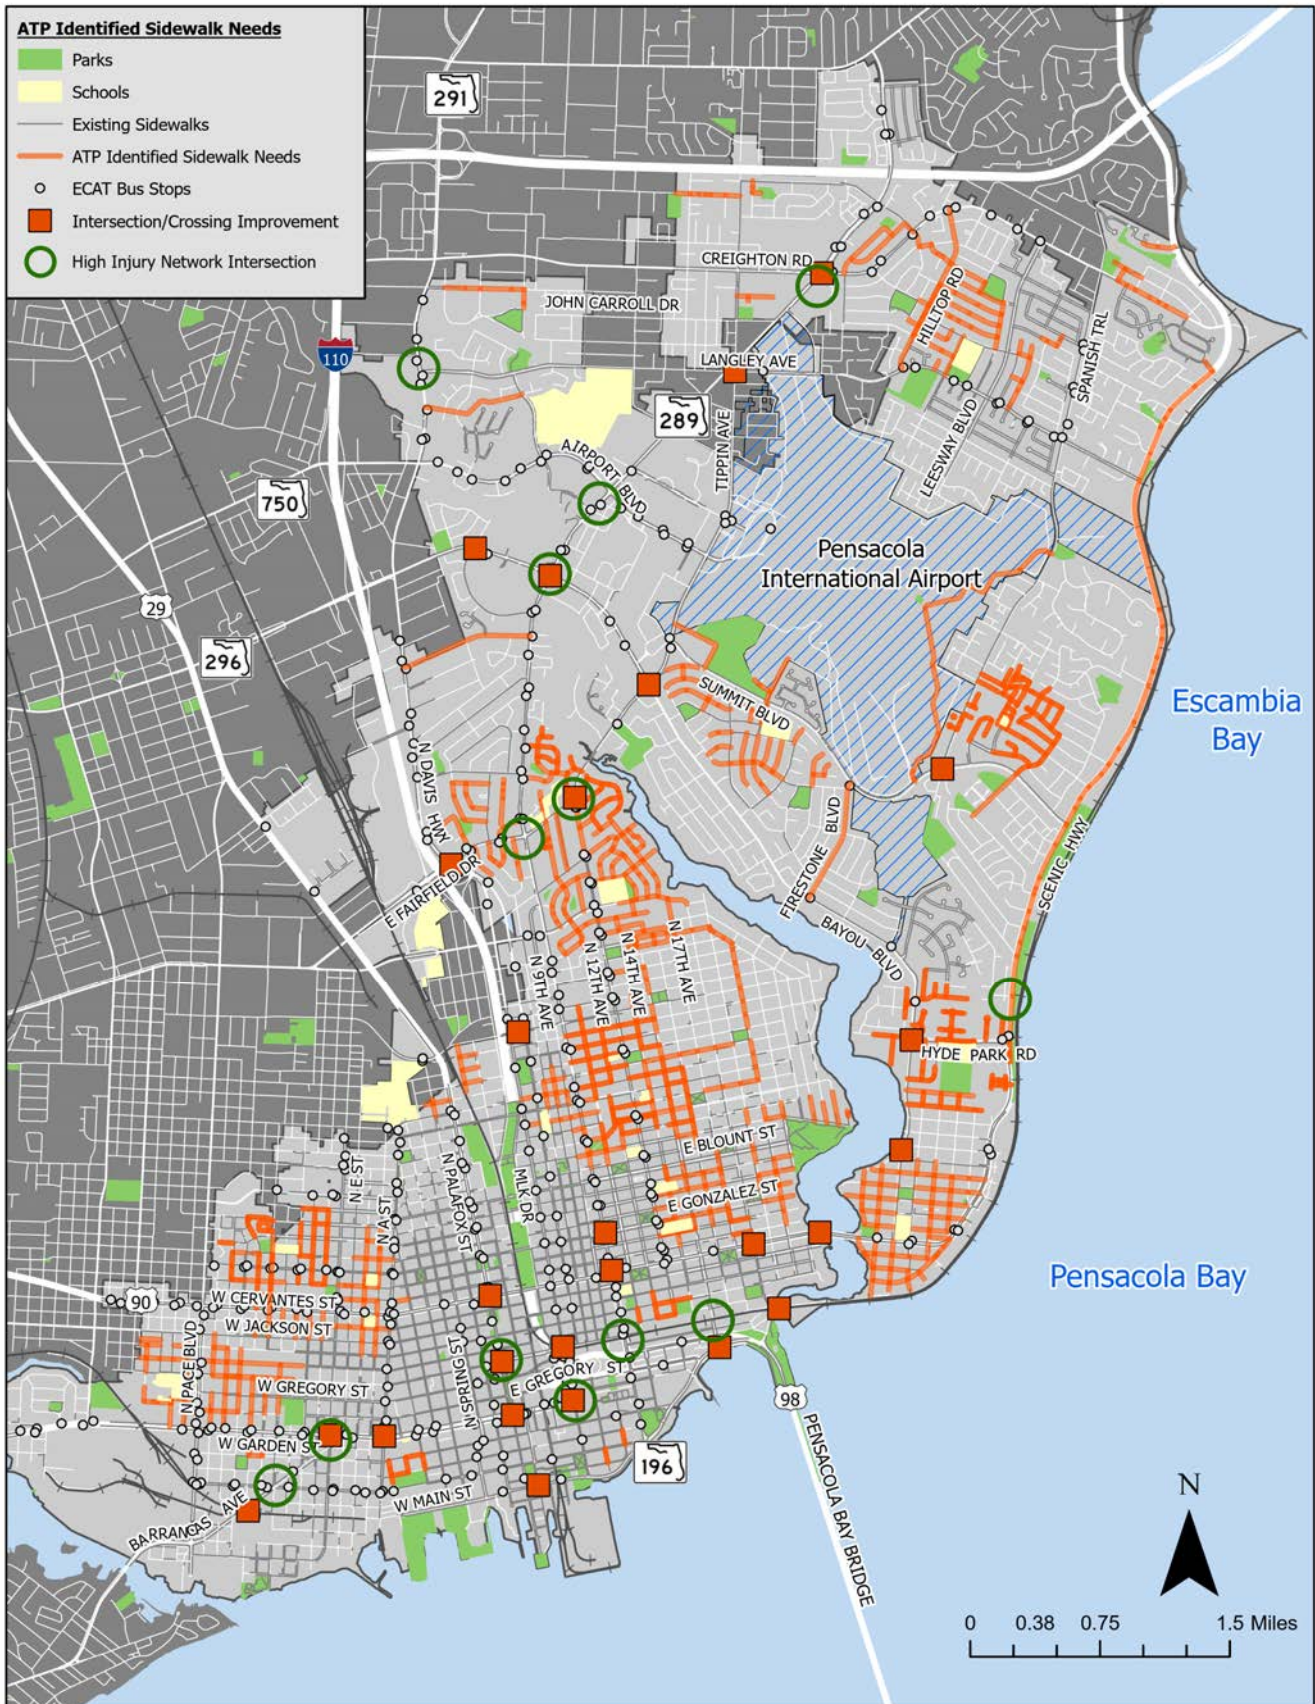 ATP Identified Sidewalk Needs
Parks
Schools
Existing Sidewalks
ATP Identified Sidewalk Needs
ECAT Bus Stops
Intersection/Crossing Improvement
High Injury Network Intersection
291
CREIGHTON RD
JOHN CARROLL DR
HILLTOP RD
110
LANGLEY AVE
SPANISH TRL
289
TIPPIN AVE
LEESWAY BLVD
AIRPORT BLVD
750
Pensacola
International Airport
29
296
SUMMIT BLVD
Escambia
Bay
N DAVIS HWY
FIRESTONE BLVD
SCENIC HWY
E FAIRFIELD DR
BAYOU BLVD
N 9TH AVE
N 12TH AVE
N 14TH AVE
N 17TH AVE
HYDE PARK RD
E BLOUNT ST
N E ST
N A ST
N PALAFOX ST
MLK DR
E GONZALEZ ST
Pensacola Bay
90
W CERVANTES ST
W JACKSON ST
N PACE BLVD
W GREGORY ST
N SPRING ST
E GREGORY ST
98
PENSACOLA BAY BRIDGE
W GARDEN ST
196
W MAIN ST
BARRANCAS AVE
N
0 0.38 0.75 1.5 Miles